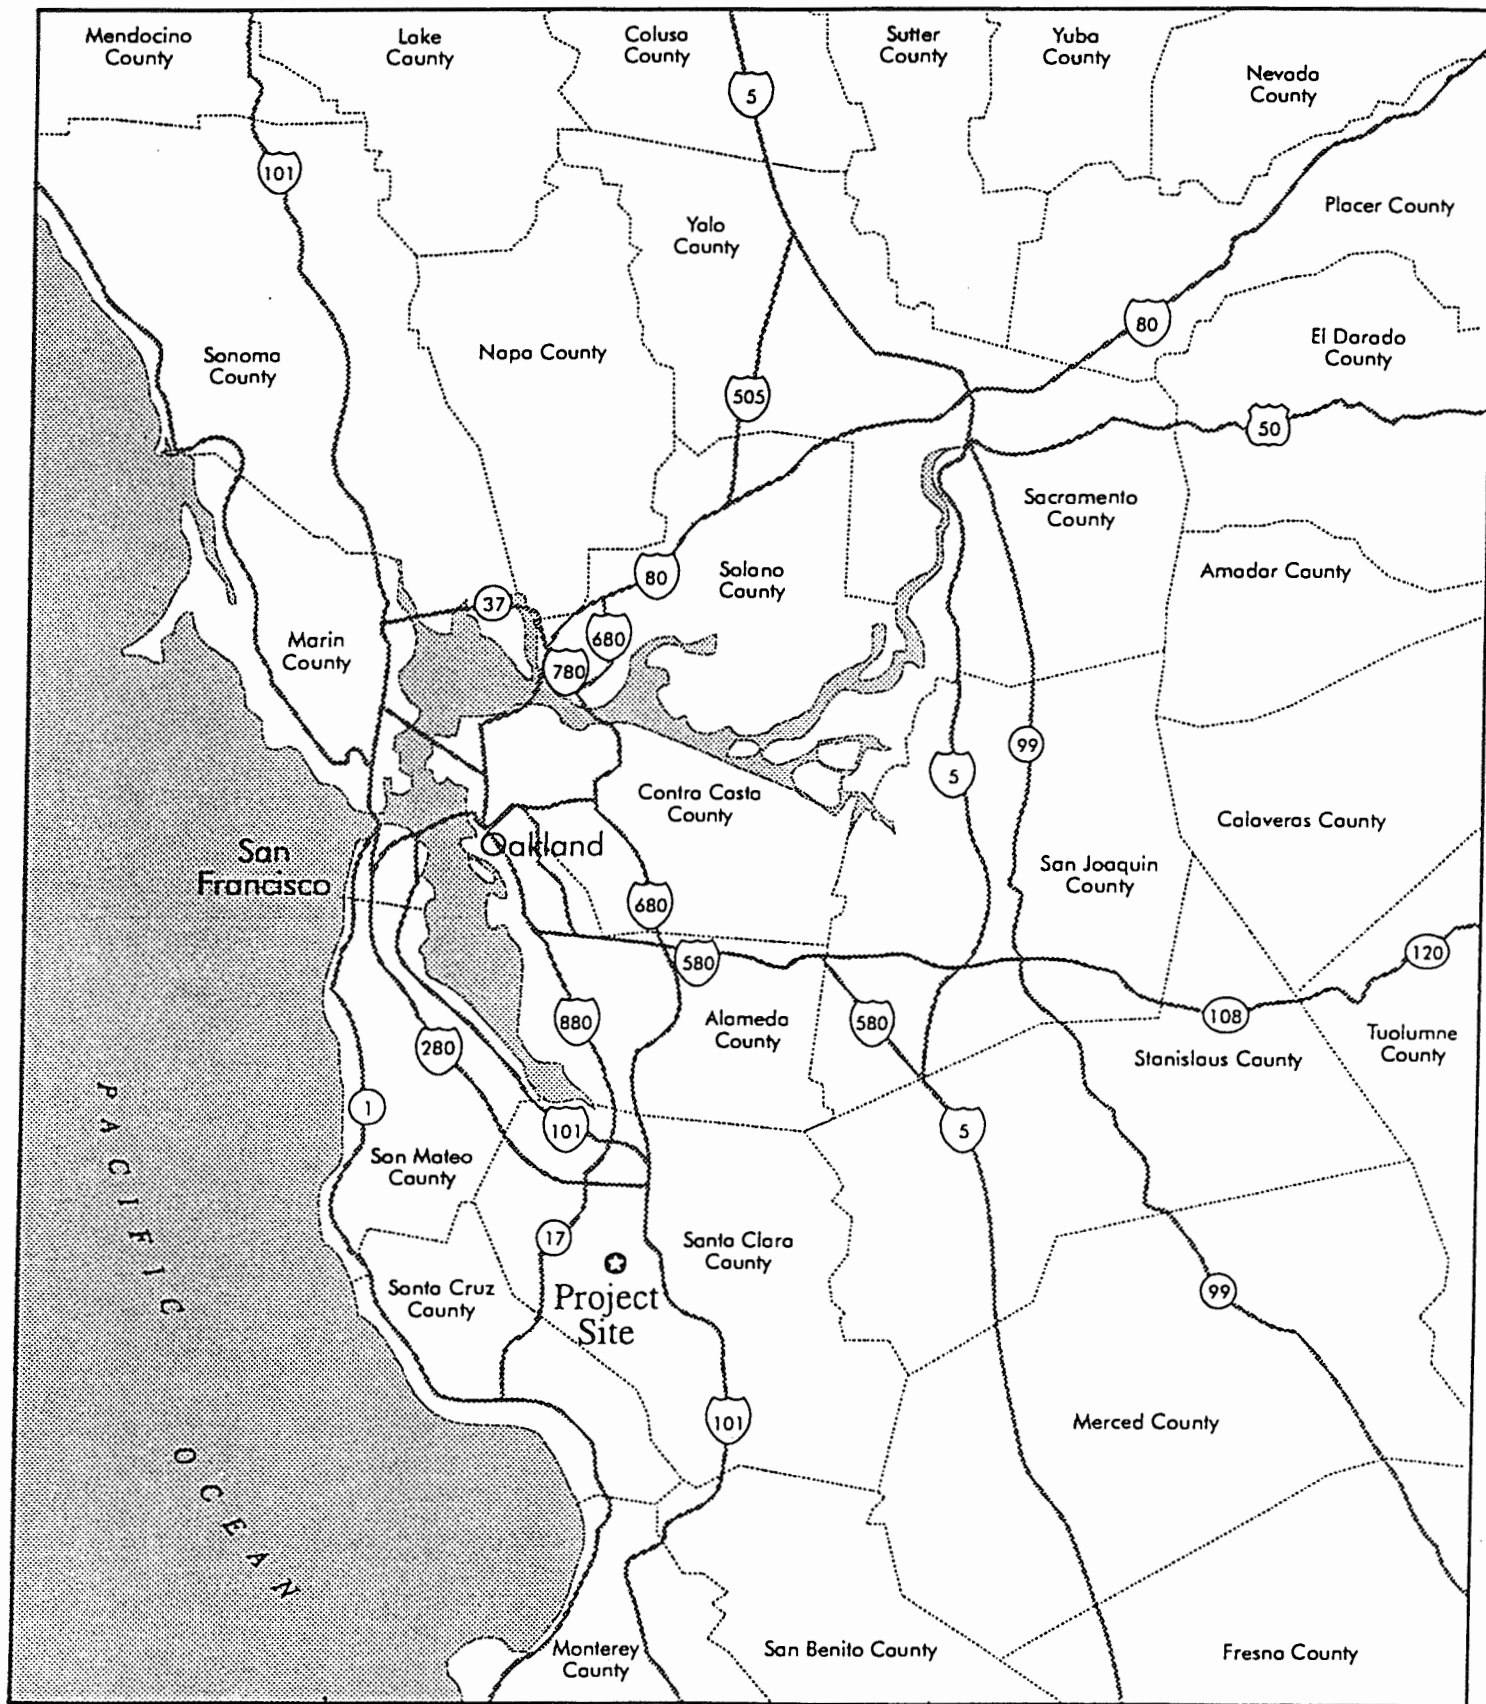 Mendocino
County
Lake
County
Colusa
County
Sutter
County
Yuba
County
Nevada
County
5
101
Placer County
Yolo
County
80
El Dorado
County
Sonoma
County
Napa County
505
50
Sacramento
County
Amador County
80
Solano
County
37
680
Marin
County
780
99
5
Contra Costa
County
Calaveras County
San
Francisco
Oakland
San Joaquin
County
680
580
120
880
Alameda
County
580
108
Tuolumne
County
280
Stanislaus County
1
101
5
San Mateo
County
17
Santa Clara
County
Santa Cruz
County
Project
Site
99
101
Merced County
PACIFIC
OCEAN
Monterey
County
San Benito County
Fresno County